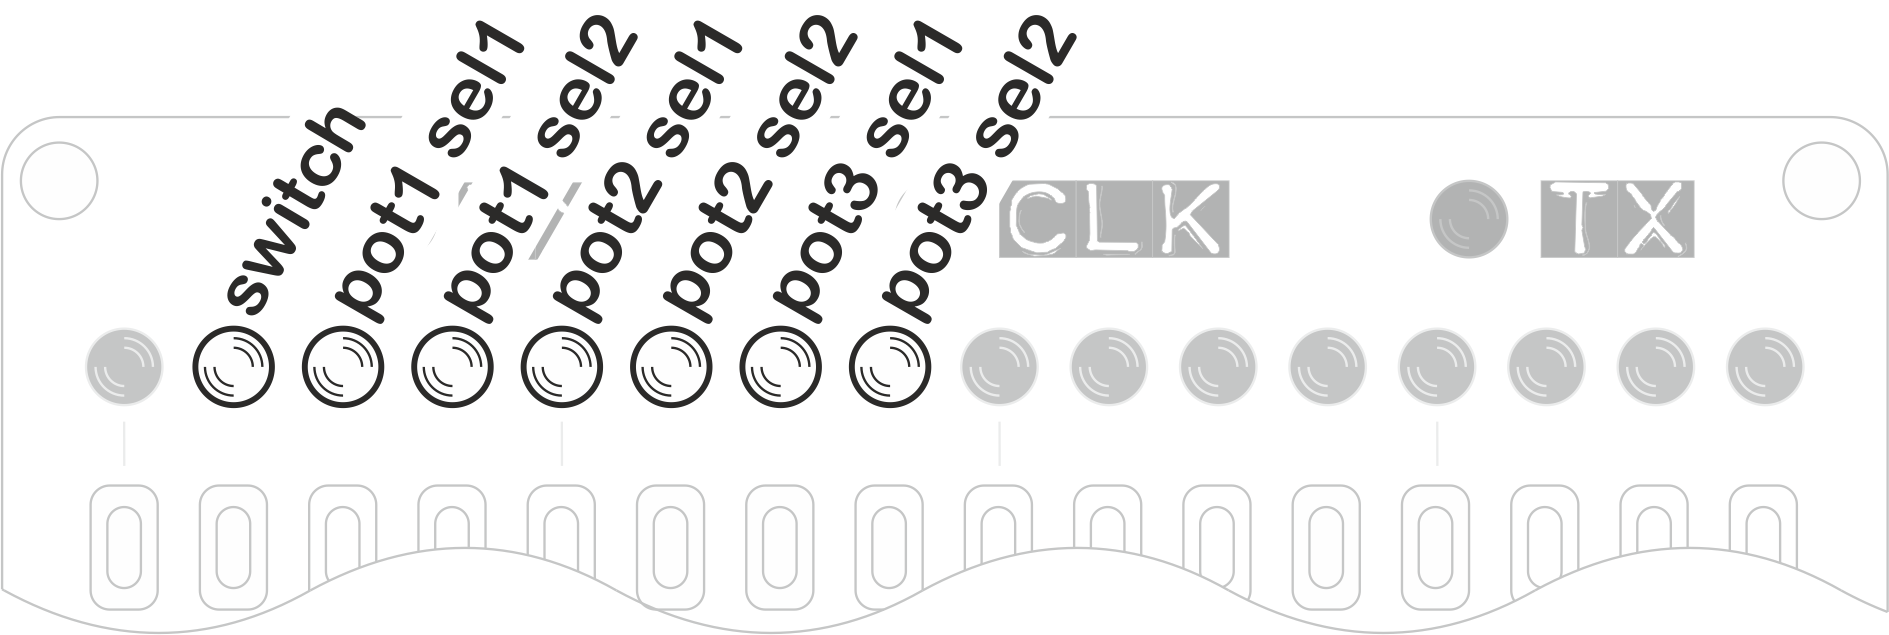 switch
pot1 sel1
pot1 sel2
pot2 sel1
pot2 sel2
pot3 sel1
pot3 sel2
CLK
TX